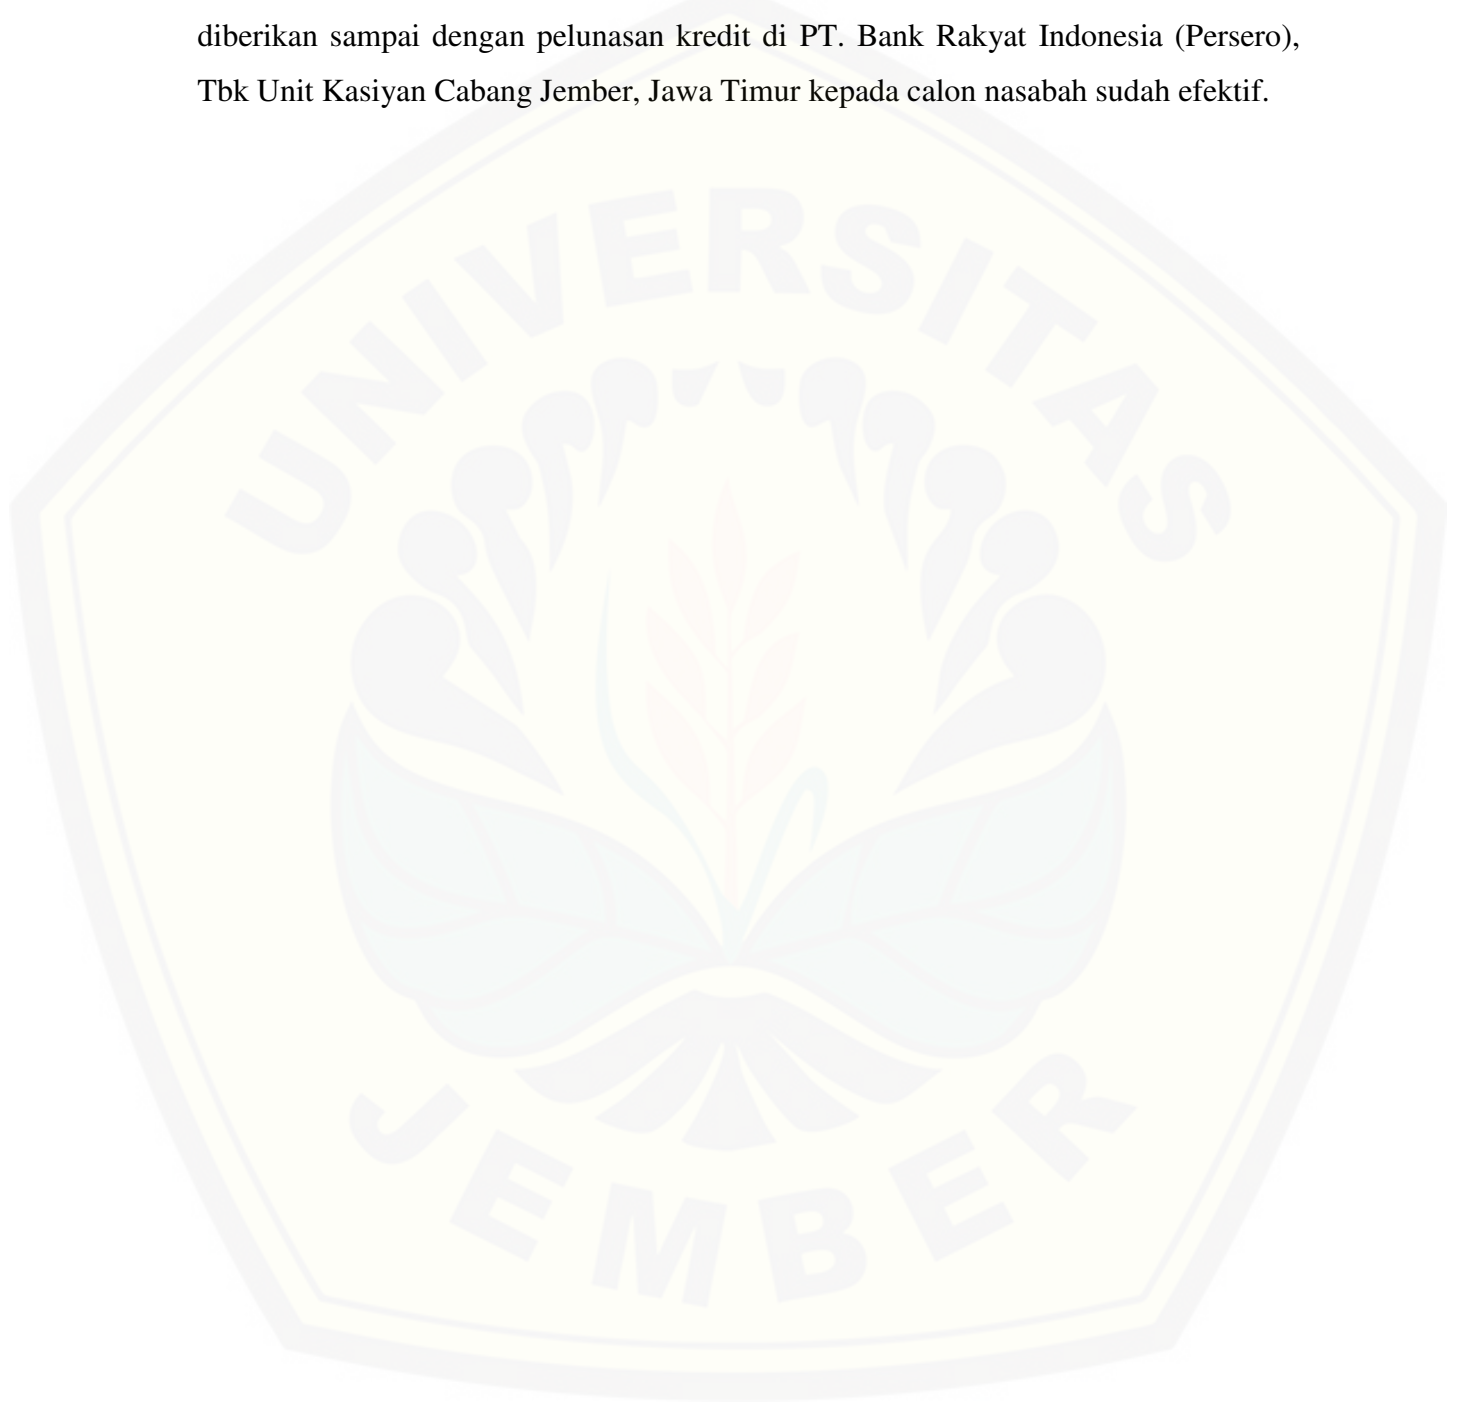 diberikan sampai dengan pelunasan kredit di PT. Bank Rakyat Indonesia (Persero),
Tbk Unit Kasiyan Cabang Jember, Jawa Timur kepada calon nasabah sudah efektif.
UNIVERSITAS
JEMBER